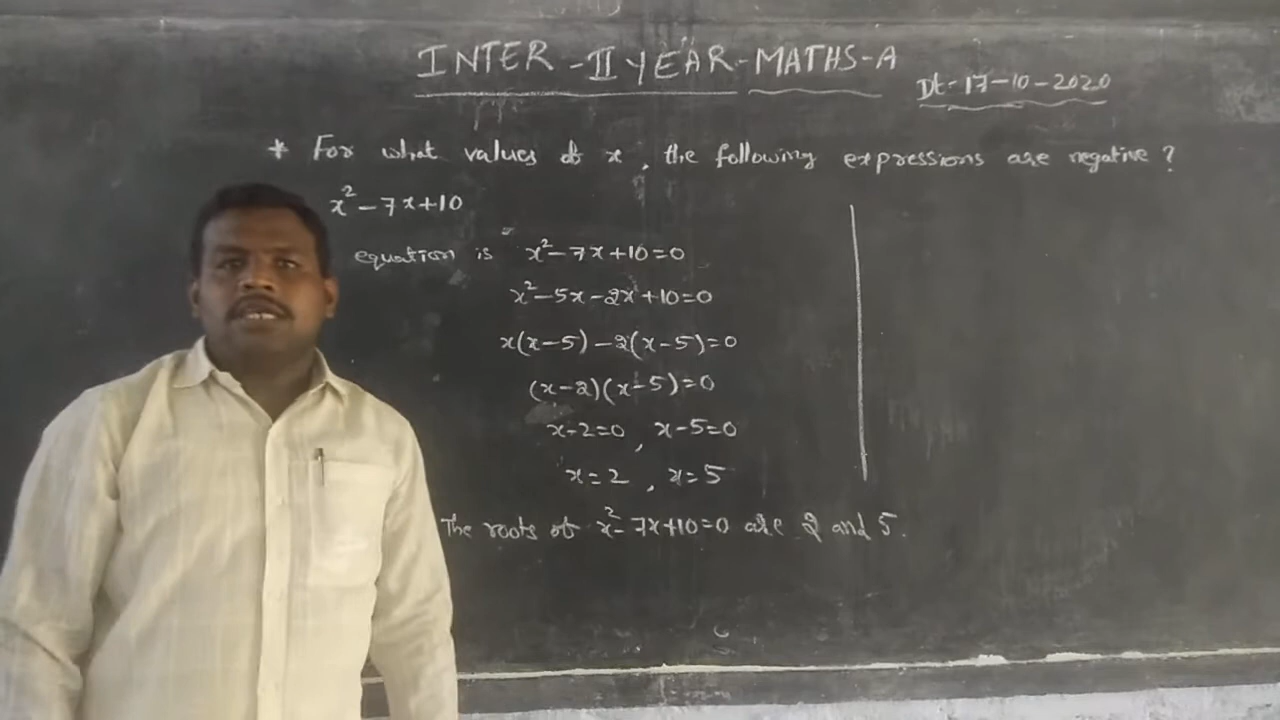 INTER - II YEAR - MATHS - A
Dt:- 17-10-2020
* For what values of x, the following expressions are negative?
x² - 7x + 10
equation is x² - 7x + 10 = 0
x² - 5x - 2x + 10 = 0
x(x-5) - 2(x-5) = 0
(x-2)(x-5) = 0
x-2=0, x-5=0
x=2, x=5
The roots of x² - 7x + 10 = 0 are 2 and 5.